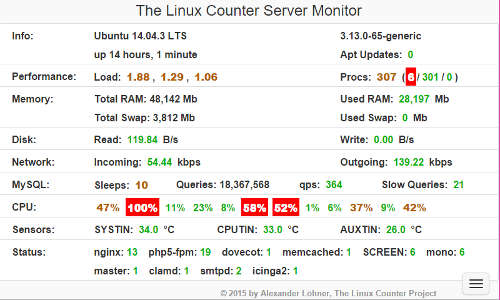 The Linux Counter Server Monitor
Info: Ubuntu 14.04.3 LTS 3.13.0-65-generic
up 14 hours, 1 minute Apt Updates: 0
Performance: Load: 1.88 , 1.29 , 1.06 Procs: 307 ( 6 / 301 / 0 )
Memory: Total RAM: 48,142 Mb Used RAM: 28,197 Mb
Total Swap: 3,812 Mb Used Swap: 0 Mb
Disk: Read: 119.84 B/s Write: 0.00 B/s
Network: Incoming: 54.44 kbps Outgoing: 139.22 kbps
MySQL: Sleeps: 10 Queries: 18,367,568 qps: 364 Slow Queries: 21
CPU: 47% 100% 11% 23% 8% 58% 52% 1% 6% 37% 9% 42%
Sensors: SYSTIN: 34.0 °C CPUTIN: 33.0 °C AUXTIN: 26.0 °C
Status: nginx: 13 php5-fpm: 19 dovecot: 1 memcached: 1 SCREEN: 6 mono: 6
master: 1 clamd: 1 smtpd: 2 icinga2: 1
© 2015 by Alexander Löhner, The Linux Counter Project